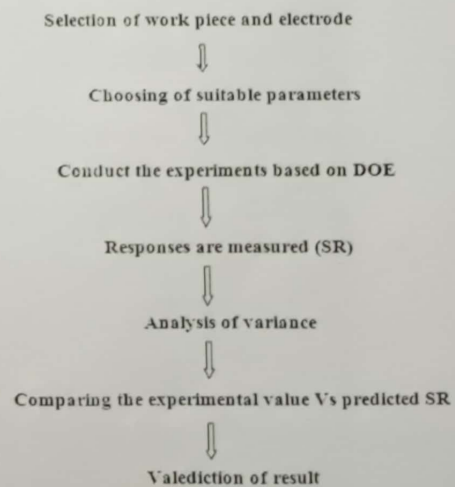 Selection of work piece and electrode
Choosing of suitable parameters
Conduct the experiments based on DOE
Responses are measured (SR)
Analysis of variance
Comparing the experimental value Vs predicted SR
Valediction of result